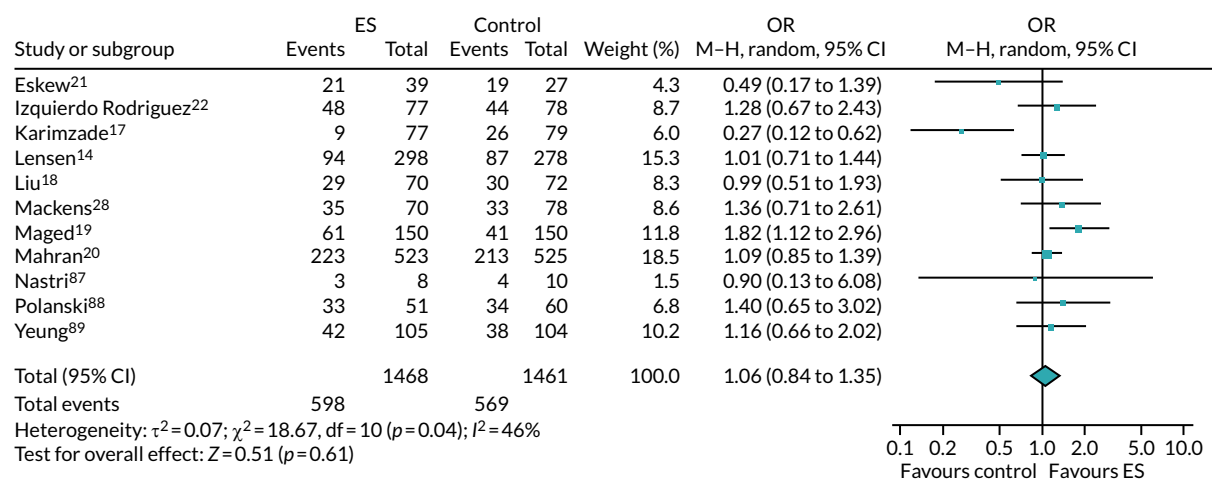 ES Control OR OR
Study or subgroup Events Total Events Total Weight (%) M–H, random, 95% CI M–H, random, 95% CI
Eskew21 21 39 19 27 4.3 0.49 (0.17 to 1.39)
Izquierdo Rodriguez22 48 77 44 78 8.7 1.28 (0.67 to 2.43)
Karimzade17 9 77 26 79 6.0 0.27 (0.12 to 0.62)
Lensen14 94 298 87 278 15.3 1.01 (0.71 to 1.44)
Liu18 29 70 30 72 8.3 0.99 (0.51 to 1.93)
Mackens28 35 70 33 78 8.6 1.36 (0.71 to 2.61)
Maged19 61 150 41 150 11.8 1.82 (1.12 to 2.96)
Mahran20 223 523 213 525 18.5 1.09 (0.85 to 1.39)
Nastri87 3 8 4 10 1.5 0.90 (0.13 to 6.08)
Polanski88 33 51 34 60 6.8 1.40 (0.65 to 3.02)
Yeung89 42 105 38 104 10.2 1.16 (0.66 to 2.02)
Total (95% CI) 1468 1461 100.0 1.06 (0.84 to 1.35)
Total events 598 569
Heterogeneity: τ2=0.07; χ2=18.67, df=10 (p=0.04); I2=46%
Test for overall effect: Z=0.51 (p=0.61)
0.1 0.2 0.5 1.0 2.0 5.0 10.0
Favours control Favours ES